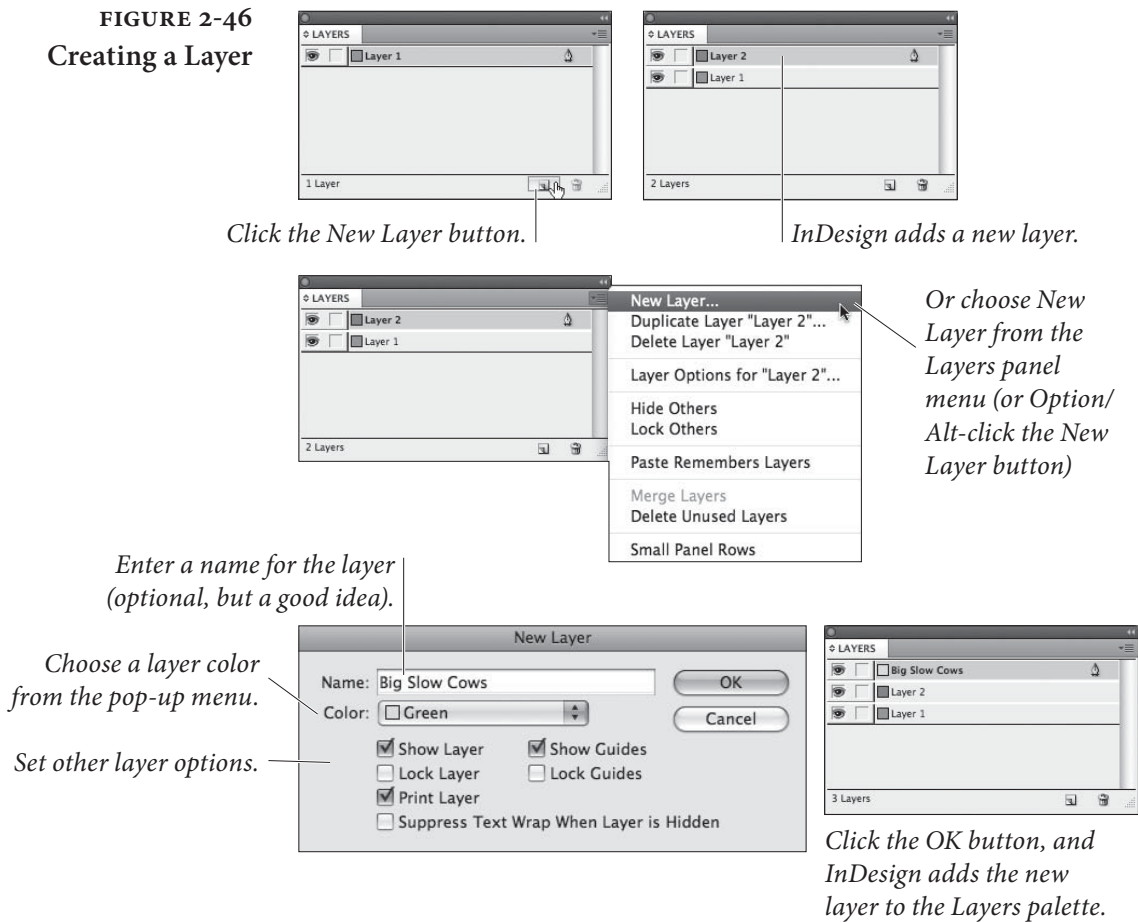 FIGURE 2-46
Creating a Layer
LAYERS
Layer 1
1 Layer
LAYERS
Layer 2
Layer 1
2 Layers
Click the New Layer button.
InDesign adds a new layer.
LAYERS
Layer 2
Layer 1
2 Layers
New Layer...
Duplicate Layer "Layer 2"...
Delete Layer "Layer 2"
Layer Options for "Layer 2"...
Hide Others
Lock Others
Paste Remembers Layers
Merge Layers
Delete Unused Layers
Small Panel Rows
Or choose New
Layer from the
Layers panel
menu (or Option/
Alt-click the New
Layer button)
Enter a name for the layer
(optional, but a good idea).
Choose a layer color
from the pop-up menu.
Set other layer options.
New Layer
Name: Big Slow Cows
OK
Color: Green
Cancel
Show Layer
Show Guides
Lock Layer
Lock Guides
Print Layer
Suppress Text Wrap When Layer is Hidden
LAYERS
Big Slow Cows
Layer 2
Layer 1
3 Layers
Click the OK button, and
InDesign adds the new
layer to the Layers palette.